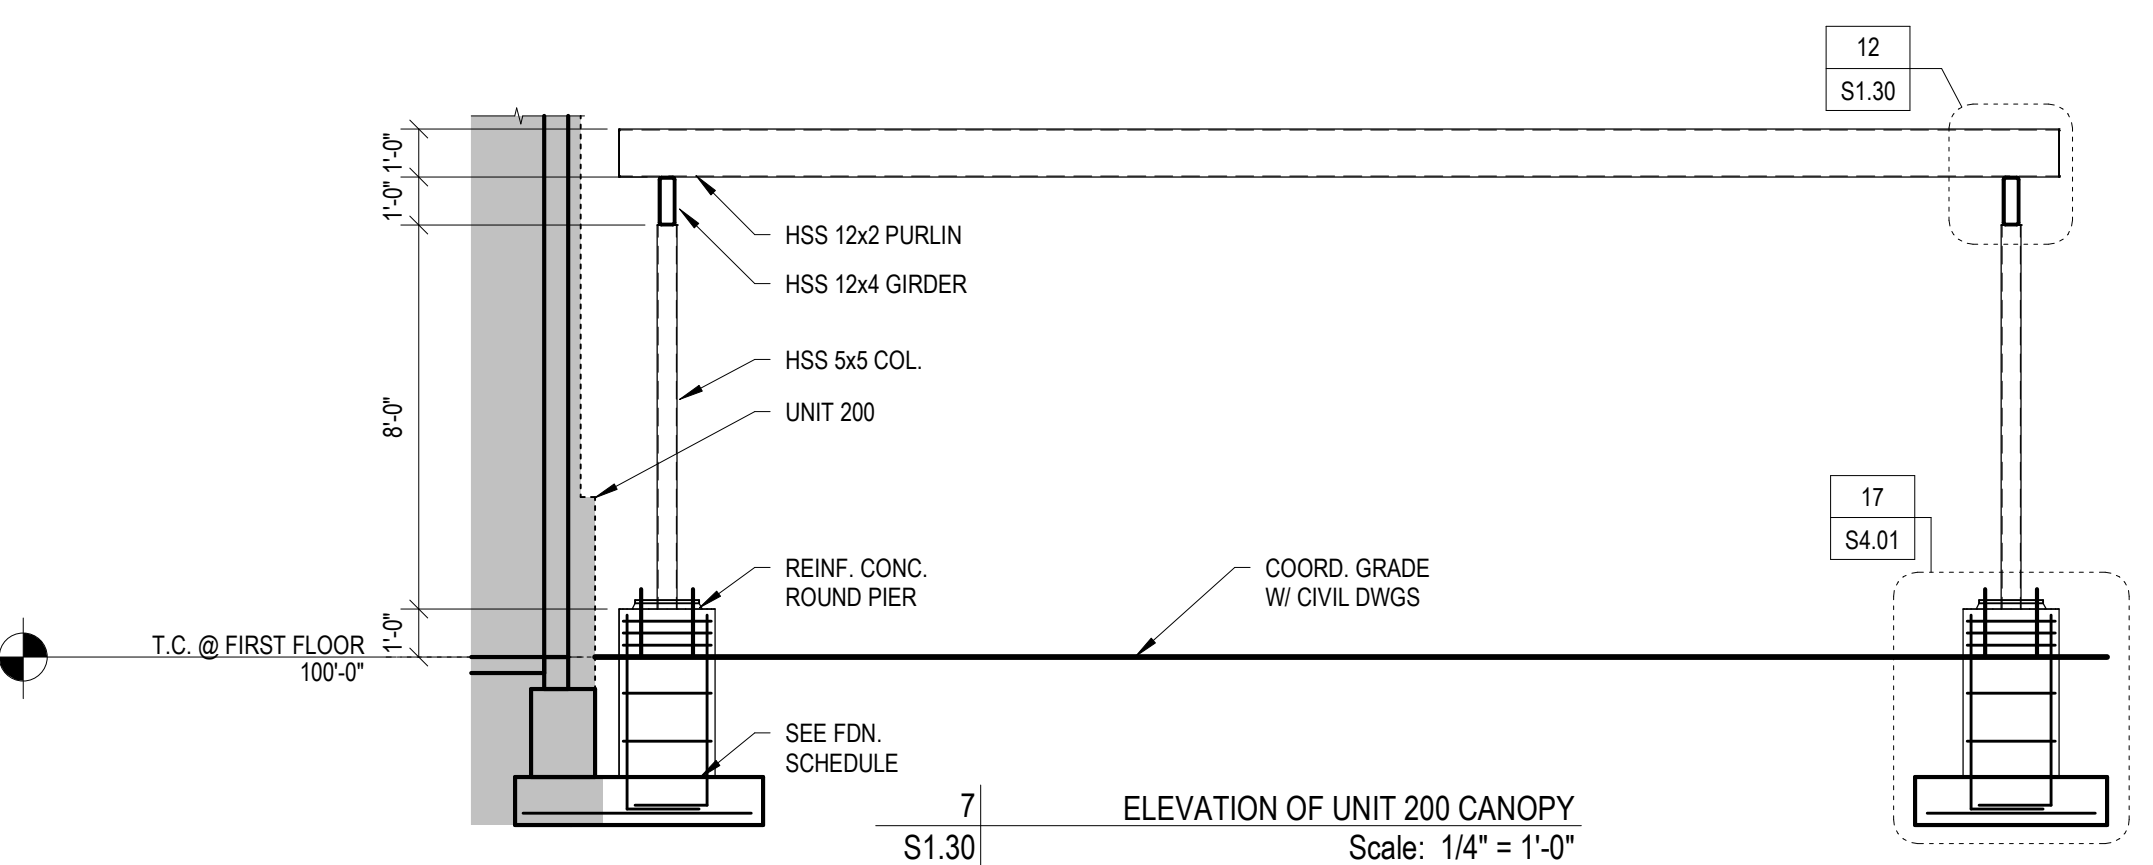 12
S1.30
1'-0"
1'-0"
HSS 12x2 PURLIN
HSS 12x4 GIRDER
HSS 5x5 COL.
8'-0"
UNIT 200
17
S4.01
REINF. CONC.
ROUND PIER
COORD. GRADE
W/ CIVIL DWGS
1'-0"
T.C. @ FIRST FLOOR
100'-0"
SEE FDN.
SCHEDULE
7
ELEVATION OF UNIT 200 CANOPY
S1.30
Scale: 1/4" = 1'-0"